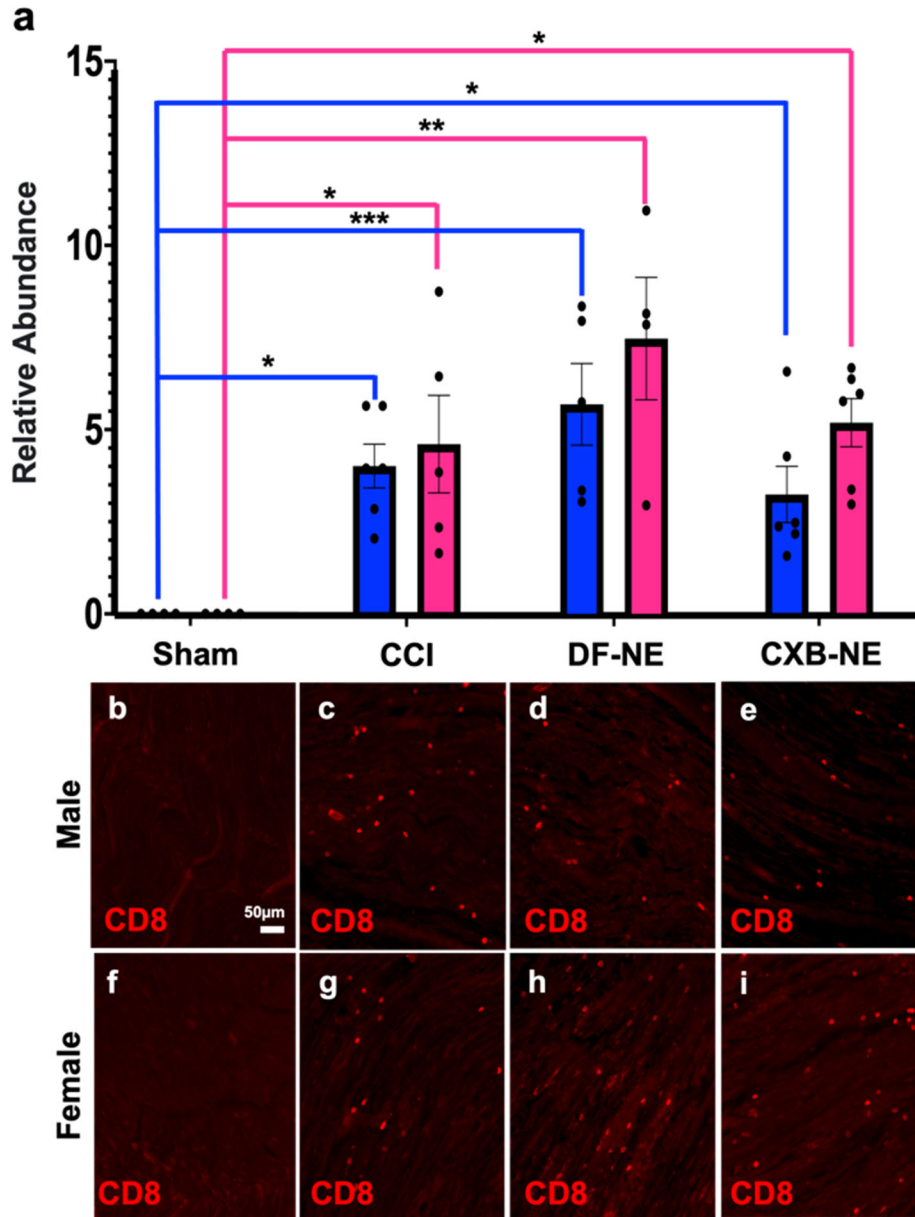 a
*
15
*
**
*
***
10
*
5
0
Relative Abundance
Sham CCI DF-NE CXB-NE
Male
b c d e
50μm
CD8 CD8 CD8 CD8
Female
f g h i
CD8 CD8 CD8 CD8